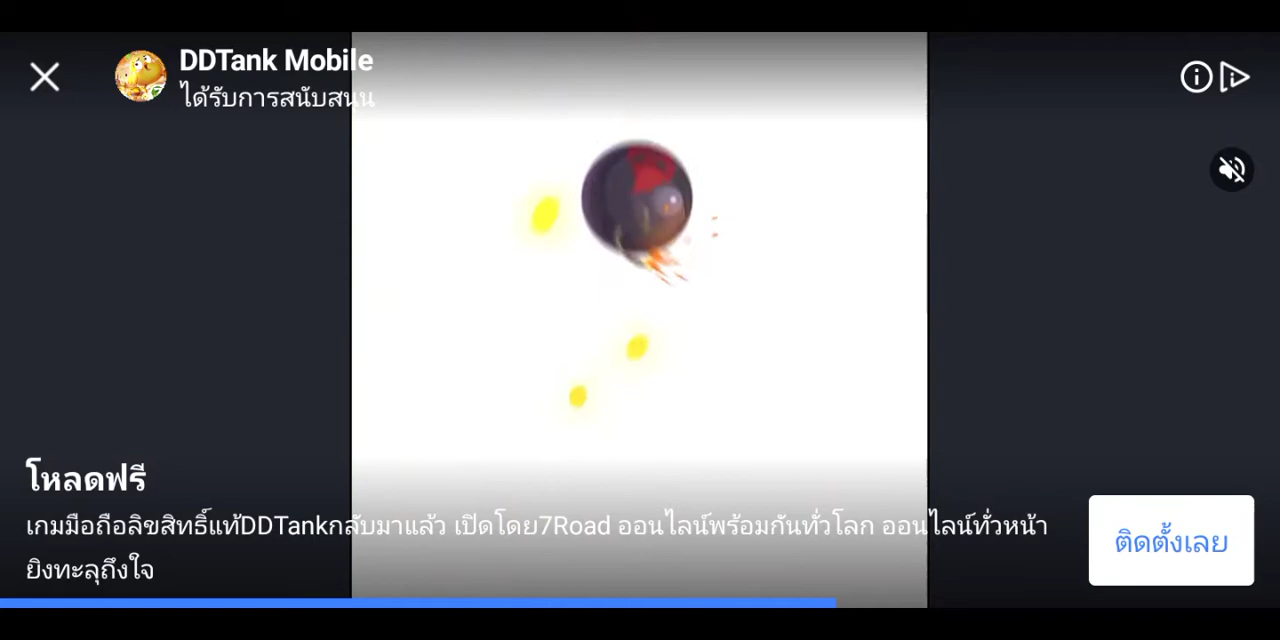 DDTank Mobile
ได้รับการสนับสนุน
โหลดฟรี
เกมมือถือลิขสิทธิ์แท้DDTankกลับมาแล้ว เปิดโดย7Road ออนไลน์พร้อมกันทั่วโลก ออนไลน์ทั่วหน้า
ยิงทะลุถึงใจ
ติดตั้งเลย